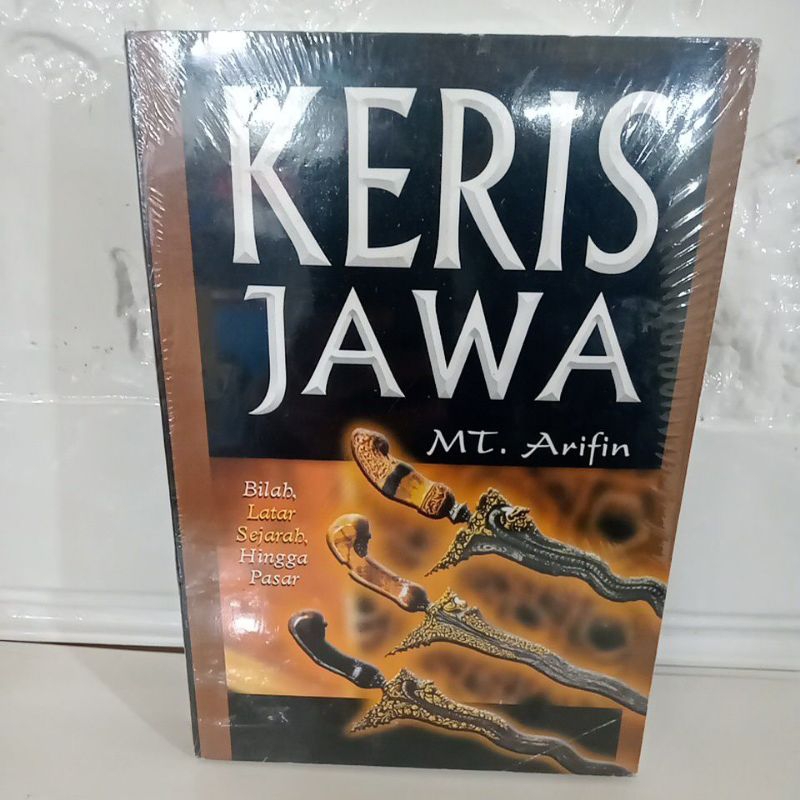 KERIS
JAWA
MT. Arifin
Bilah,
Latar
Sejarah,
Hingga
Pasar